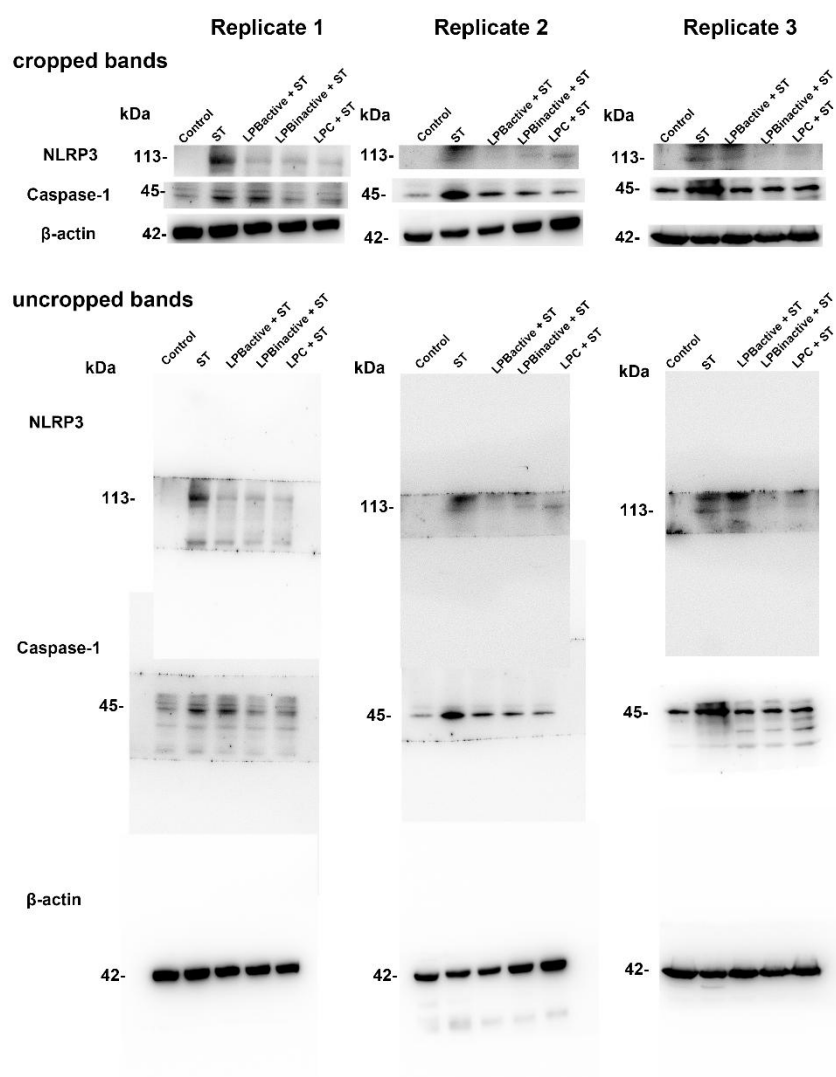 Replicate 1 Replicate 2 Replicate 3
cropped bands
kDa kDa kDa
Control ST LPBactive + ST LPBinactive + ST LPC + ST
Control ST LPBactive + ST LPBinactive + ST LPC + ST
Control ST LPBactive + ST LPBinactive + ST LPC + ST
NLRP3 113- 113- 113-
Caspase-1 45- 45- 45-
β-actin 42- 42- 42-
uncropped bands
Control ST LPBactive + ST LPBinactive + ST LPC + ST
Control ST LPBactive + ST LPBinactive + ST LPC + ST
Control ST LPBactive + ST LPBinactive + ST LPC + ST
kDa kDa kDa
NLRP3
113- 113- 113-
Caspase-1
45- 45- 45-
β-actin
42- 42- 42-